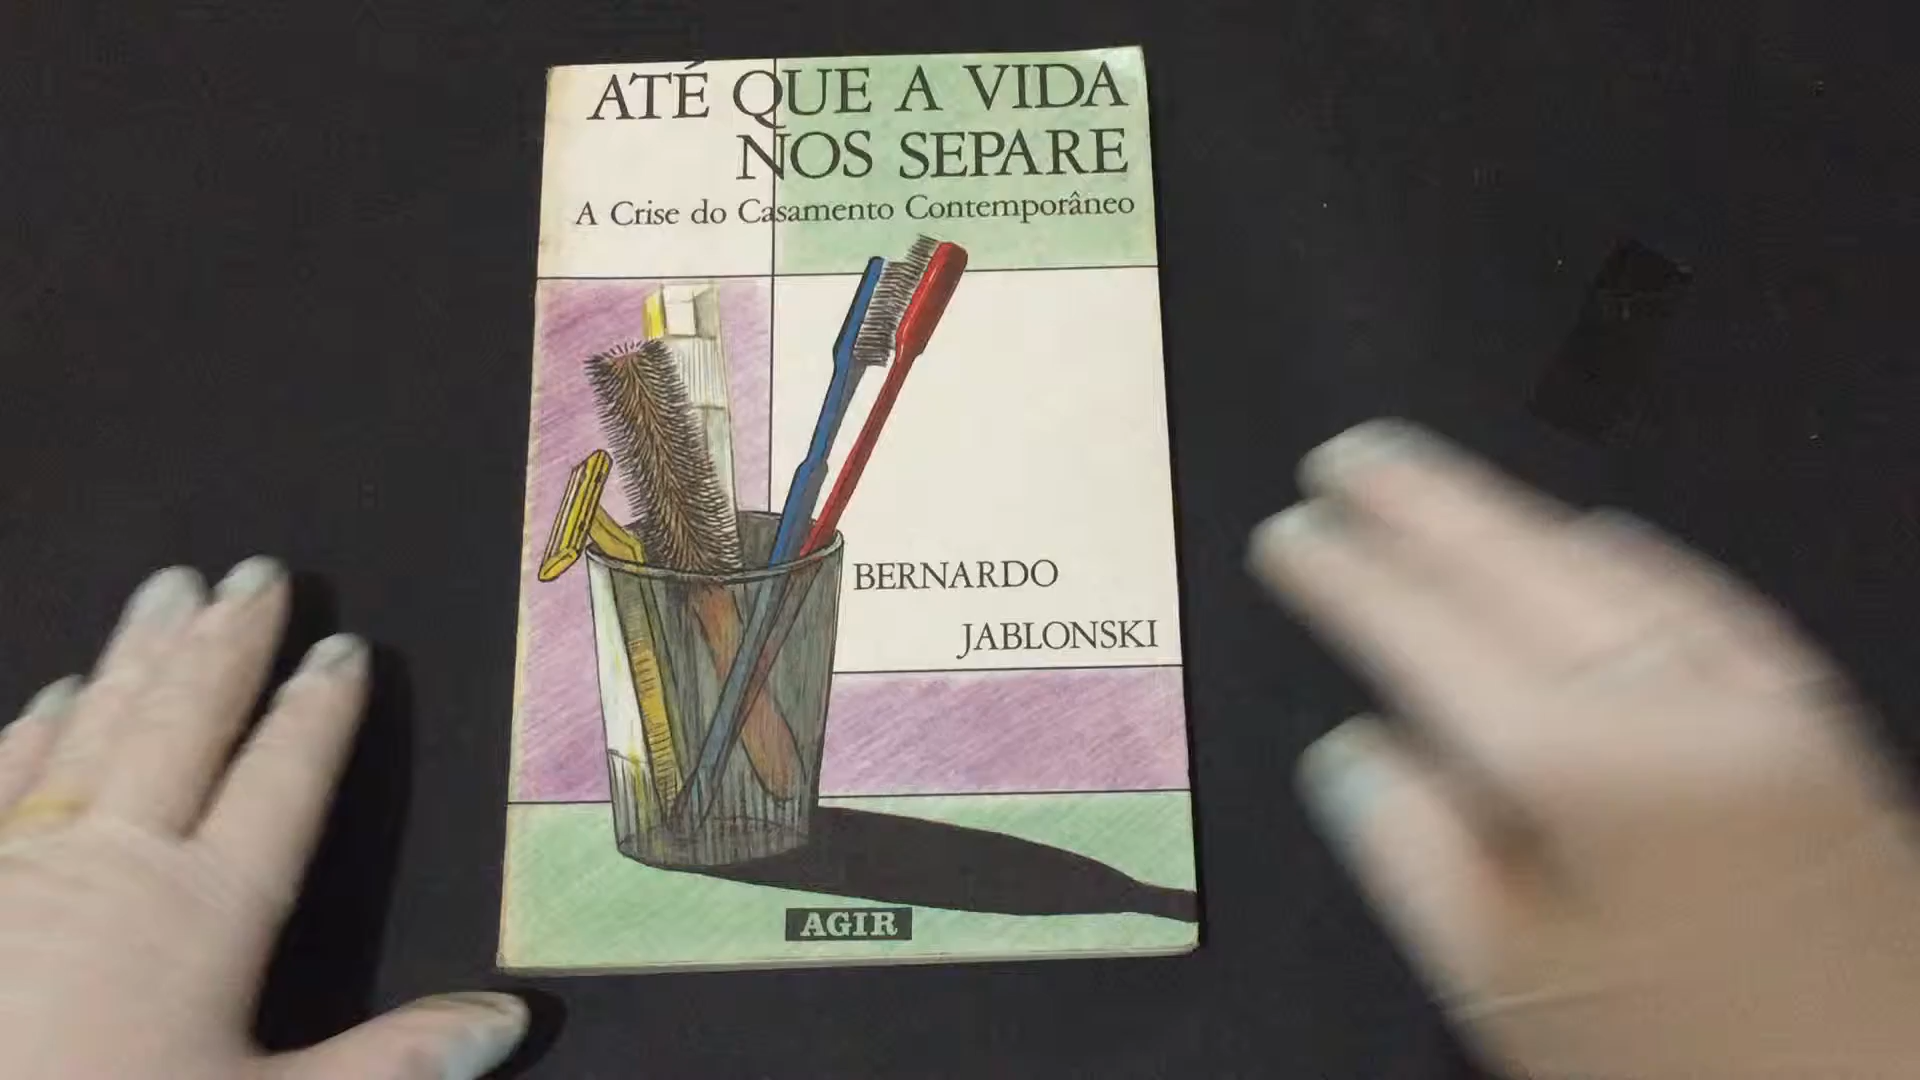 ATÉ QUE A VIDA
NOS SEPARE
A Crise do Casamento Contemporâneo
BERNARDO
JABLONSKI
AGIR